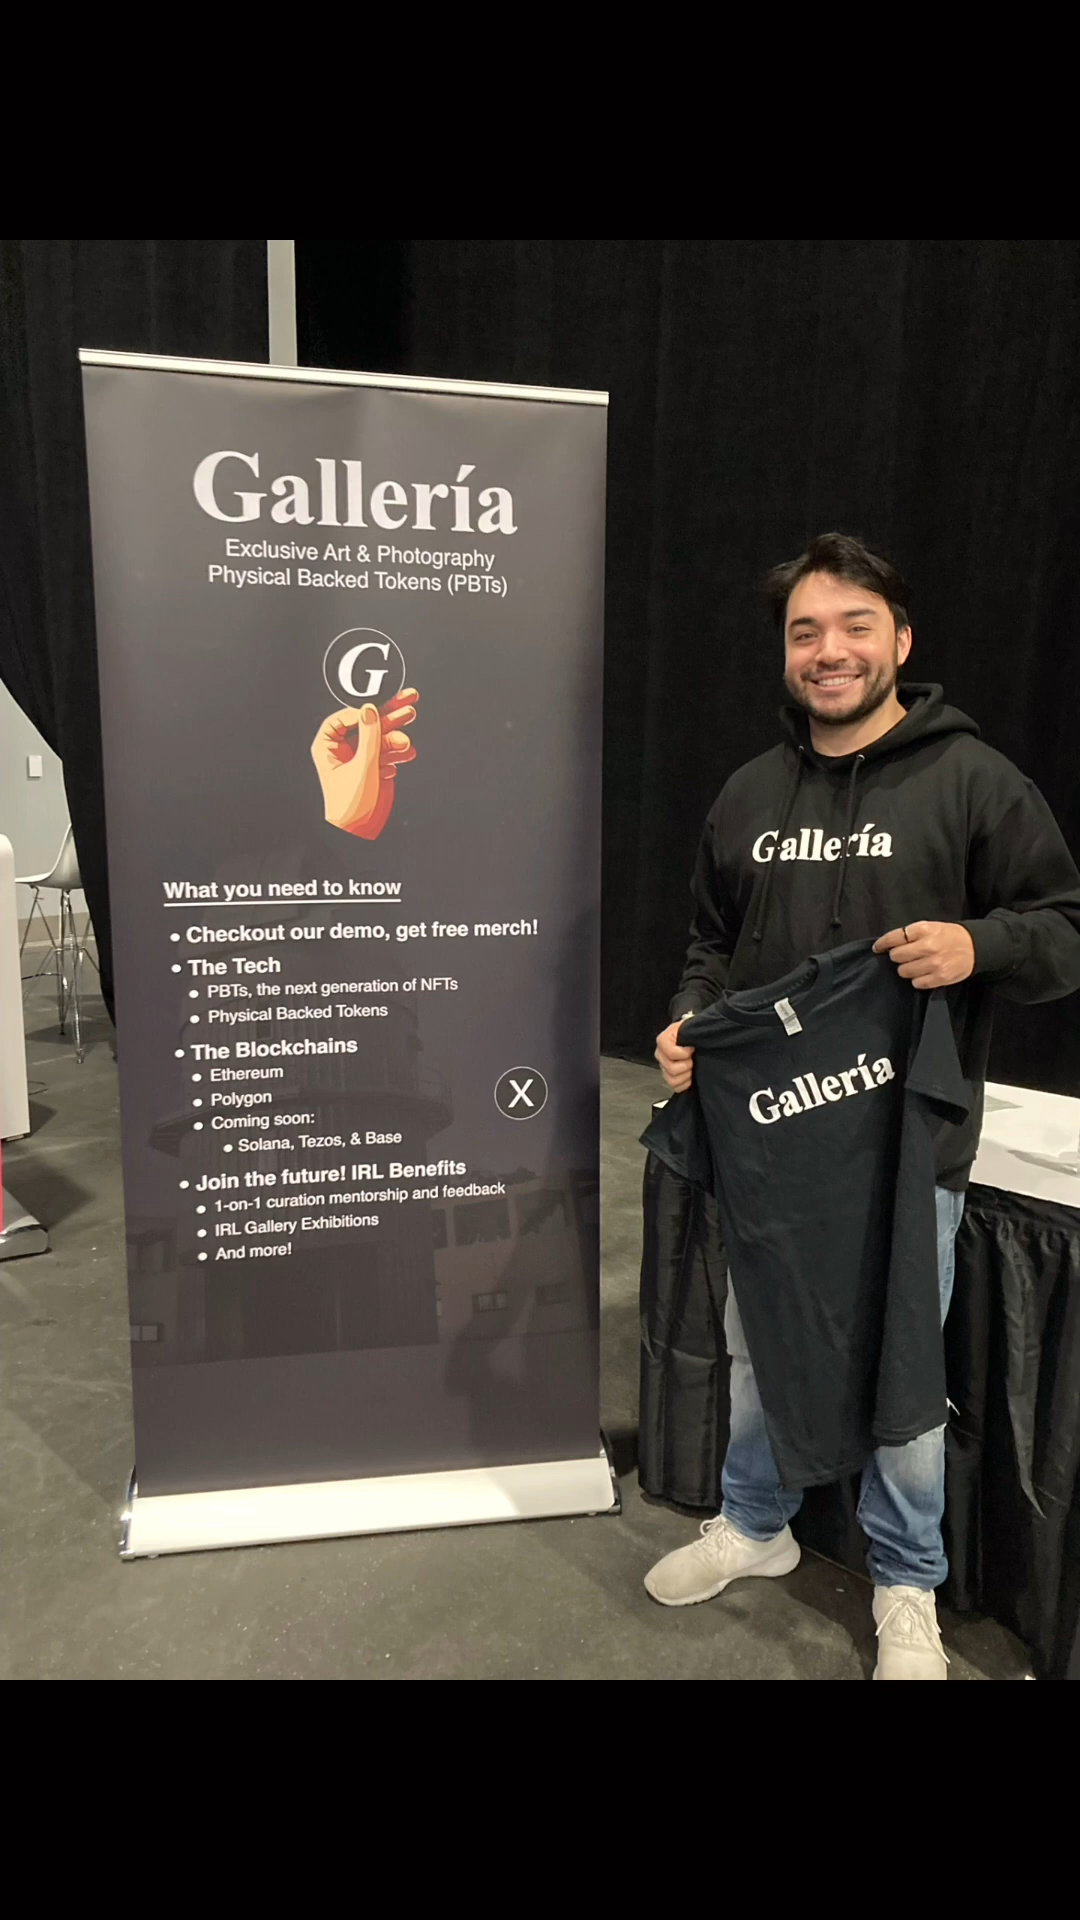 Gallería
Exclusive Art & Photography
Physical Backed Tokens (PBTs)
G
What you need to know
• Checkout our demo, get free merch!
• The Tech
• PBTs, the next generation of NFTs
• Physical Backed Tokens
• The Blockchains
• Ethereum
• Polygon
• Coming soon:
• Solana, Tezos, & Base
X
• Join the future! IRL Benefits
• 1-on-1 curation mentorship and feedback
• IRL Gallery Exhibitions
• And more!
Gallería
Gallería